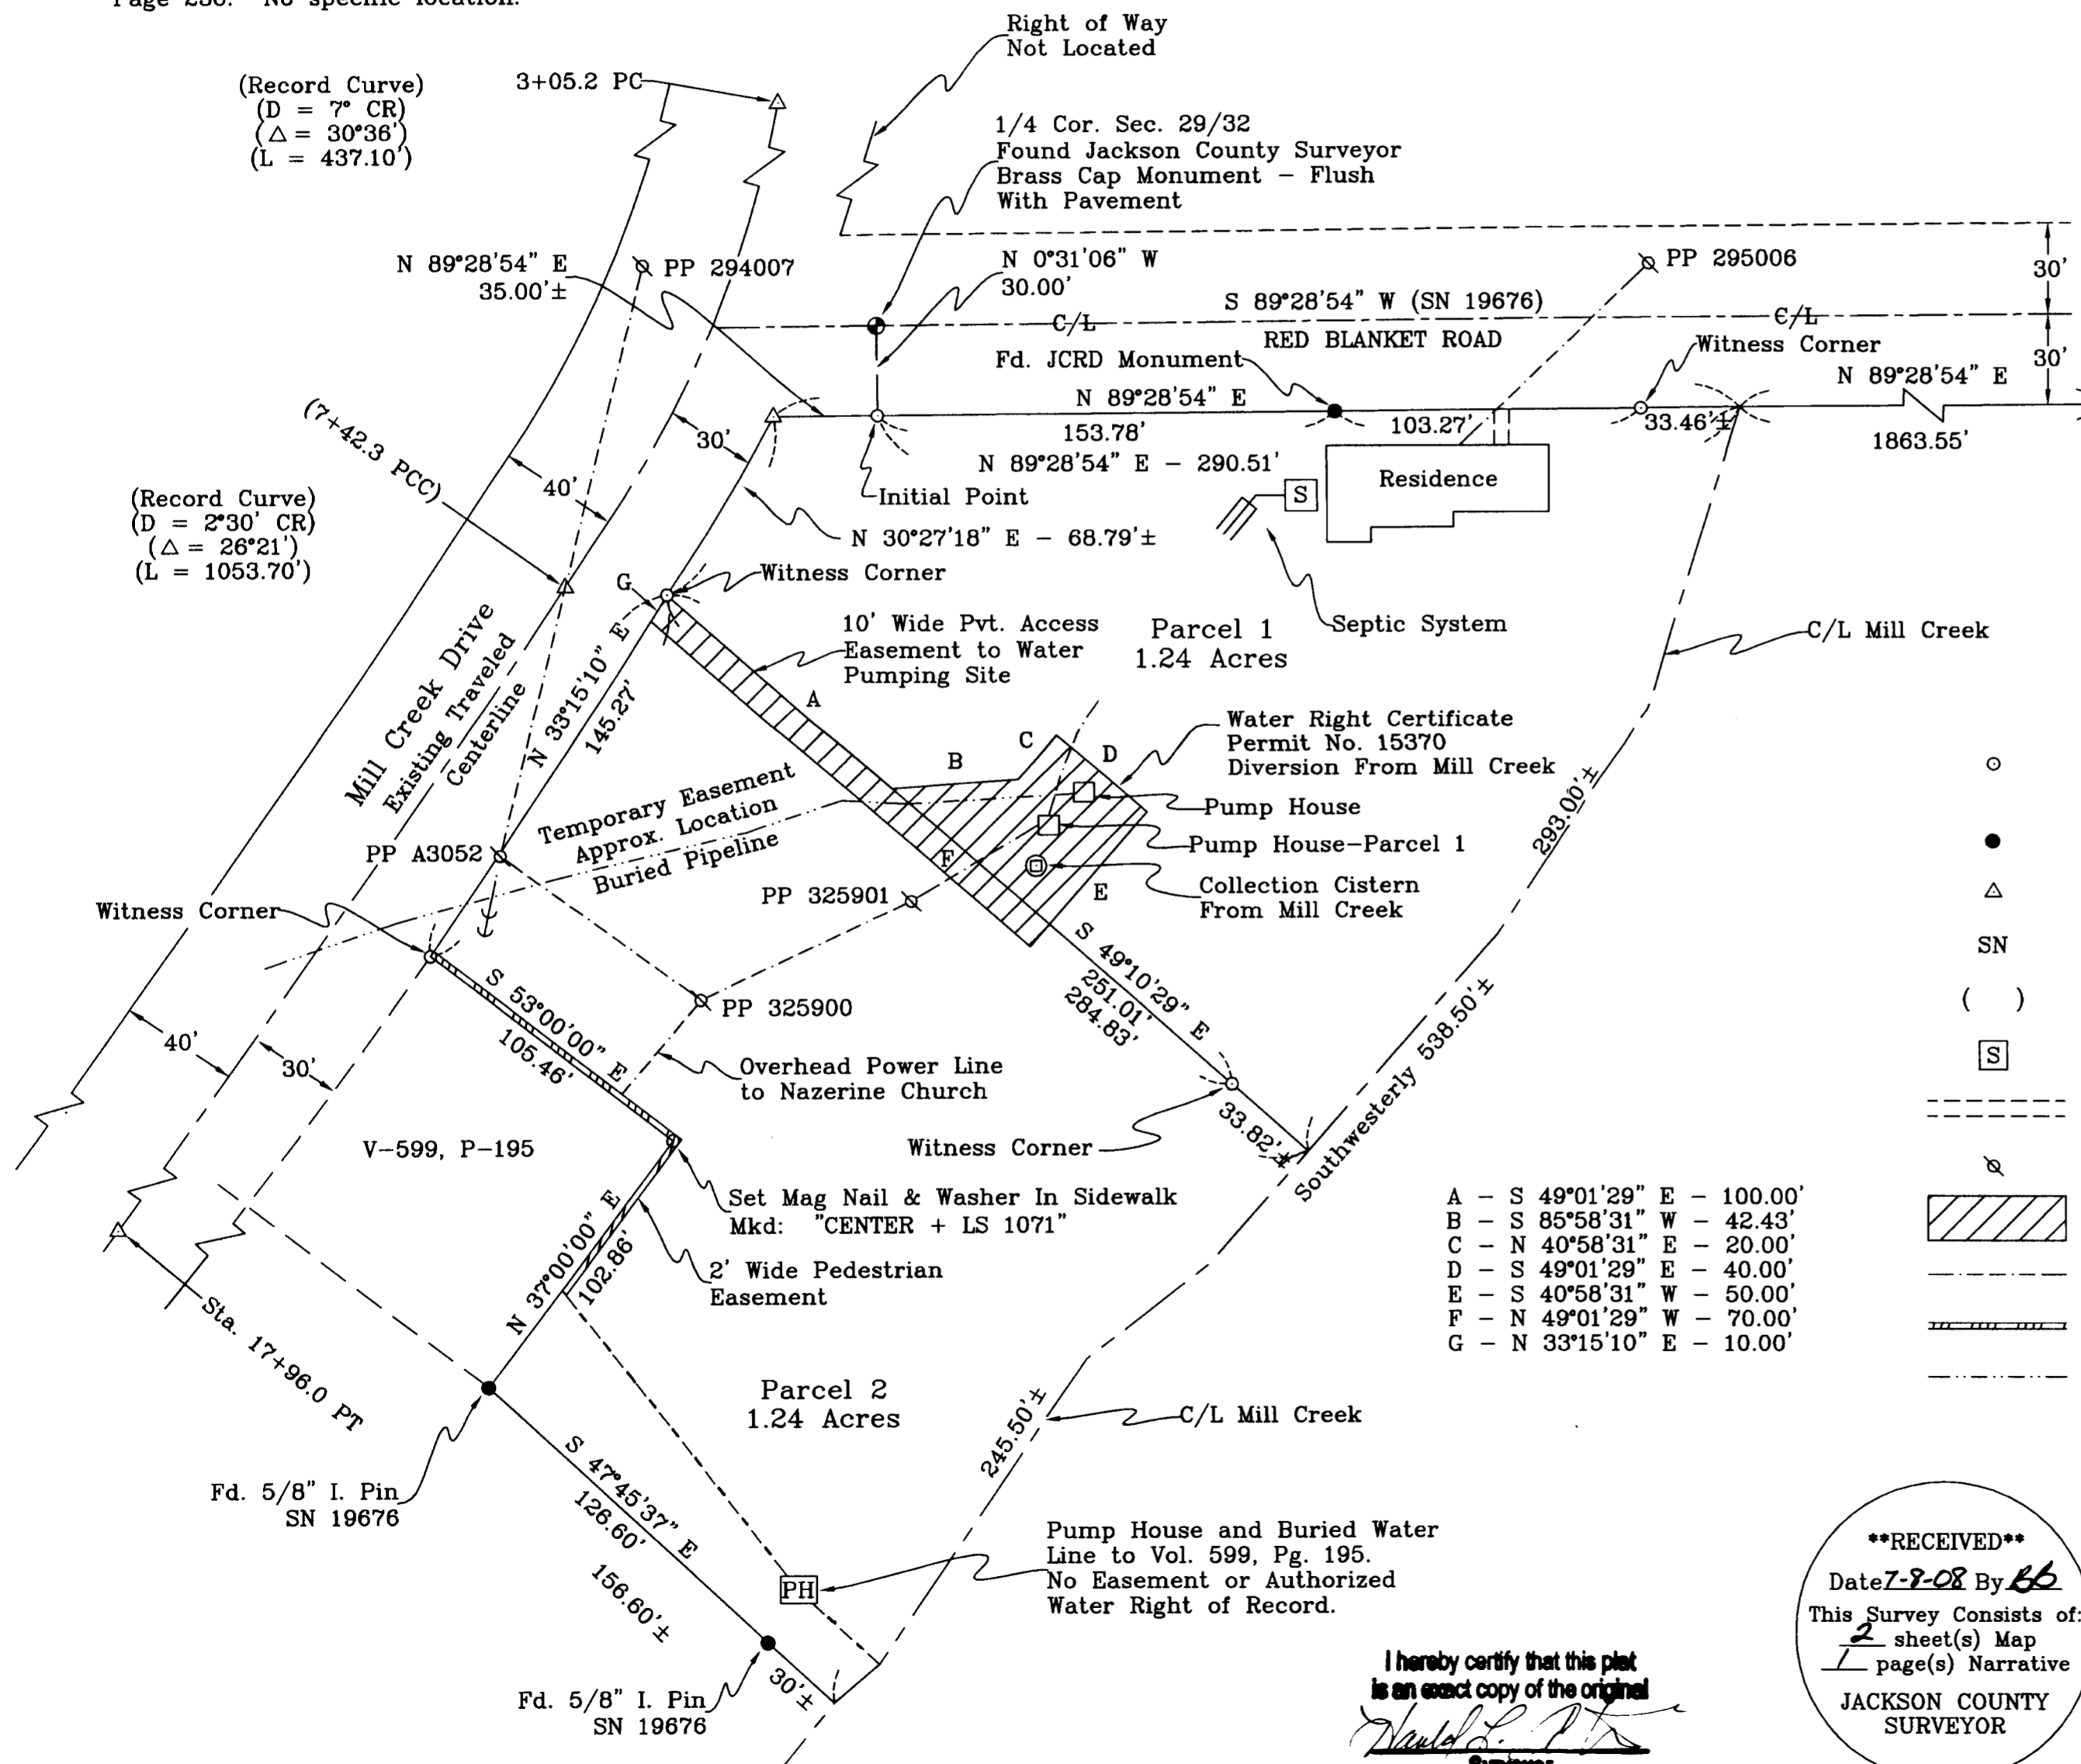 Page 236. No specific location.
Right of Way
Not Located
(Record Curve)
(D = 7° CR)
(△ = 30°36')
(L = 437.10')
3+05.2 PC
1/4 Cor. Sec. 29/32
Found Jackson County Surveyor
Brass Cap Monument – Flush
With Pavement
N 89°28'54" E
35.00'±
PP 294007
N 0°31'06" W
30.00'
PP 295006
30'
S 89°28'54" W (SN 19676)
C/L
C/L
RED BLANKET ROAD
Fd. JCRD Monument
Witness Corner
30'
N 89°28'54" E
N 89°28'54" E
153.78'
103.27'
33.46'±
1863.55'
(7+42.3 PCC)
30'
40'
N 89°28'54" E – 290.51'
Residence
S
Initial Point
(Record Curve)
(D = 2°30' CR)
(△ = 26°21')
(L = 1053.70')
N 30°27'18" E – 68.79'±
G
Witness Corner
10' Wide Pvt. Access
Easement to Water
Pumping Site
Parcel 1
1.24 Acres
Septic System
C/L Mill Creek
Mill Creek Drive
Existing Traveled
Centerline
N 33°15'10" E
145.27'
A
B
C
D
Water Right Certificate
Permit No. 15370
Diversion From Mill Creek
Temporary Easement
Approx. Location
Buried Pipeline
Pump House
Pump House–Parcel 1
293.00'±
PP A3052
F
E
PP 325901
Collection Cistern
From Mill Creek
Witness Corner
SN
S 49°10'29" E
251.01'
284.83'
S 53°00'00" E
105.46'
PP 325900
( )
40'
30'
Overhead Power Line
to Nazerine Church
S
Southwesterly 538.50'±
V–599, P–195
Witness Corner
33.82'±
Set Mag Nail & Washer In Sidewalk
Mkd: "CENTER + LS 1071"
A – S 49°01'29" E – 100.00'
B – S 85°58'31" W – 42.43'
C – N 40°58'31" E – 20.00'
D – S 49°01'29" E – 40.00'
E – S 40°58'31" W – 50.00'
F – N 49°01'29" W – 70.00'
G – N 33°15'10" E – 10.00'
N 37°00'00" E
102.86'
2' Wide Pedestrian
Easement
Sta. 17+96.0 PT
Parcel 2
1.24 Acres
C/L Mill Creek
245.50'±
Fd. 5/8" I. Pin
SN 19676
S 47°45'37" E
126.60'
156.60'±
Pump House and Buried Water
Line to Vol. 599, Pg. 195.
No Easement or Authorized
Water Right of Record.
PH
**RECEIVED**
Date 7-8-08 By BB
This Survey Consists of:
2 sheet(s) Map
1 page(s) Narrative
JACKSON COUNTY
SURVEYOR
30'±
Fd. 5/8" I. Pin
SN 19676
I hereby certify that this plat
is an exact copy of the original
Surveyor